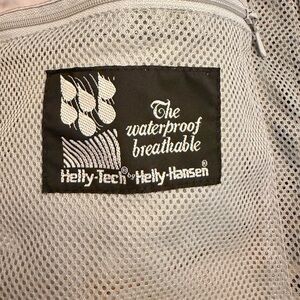 The
waterproof
breathable
Helly-Tech® by Helly-Hansen®